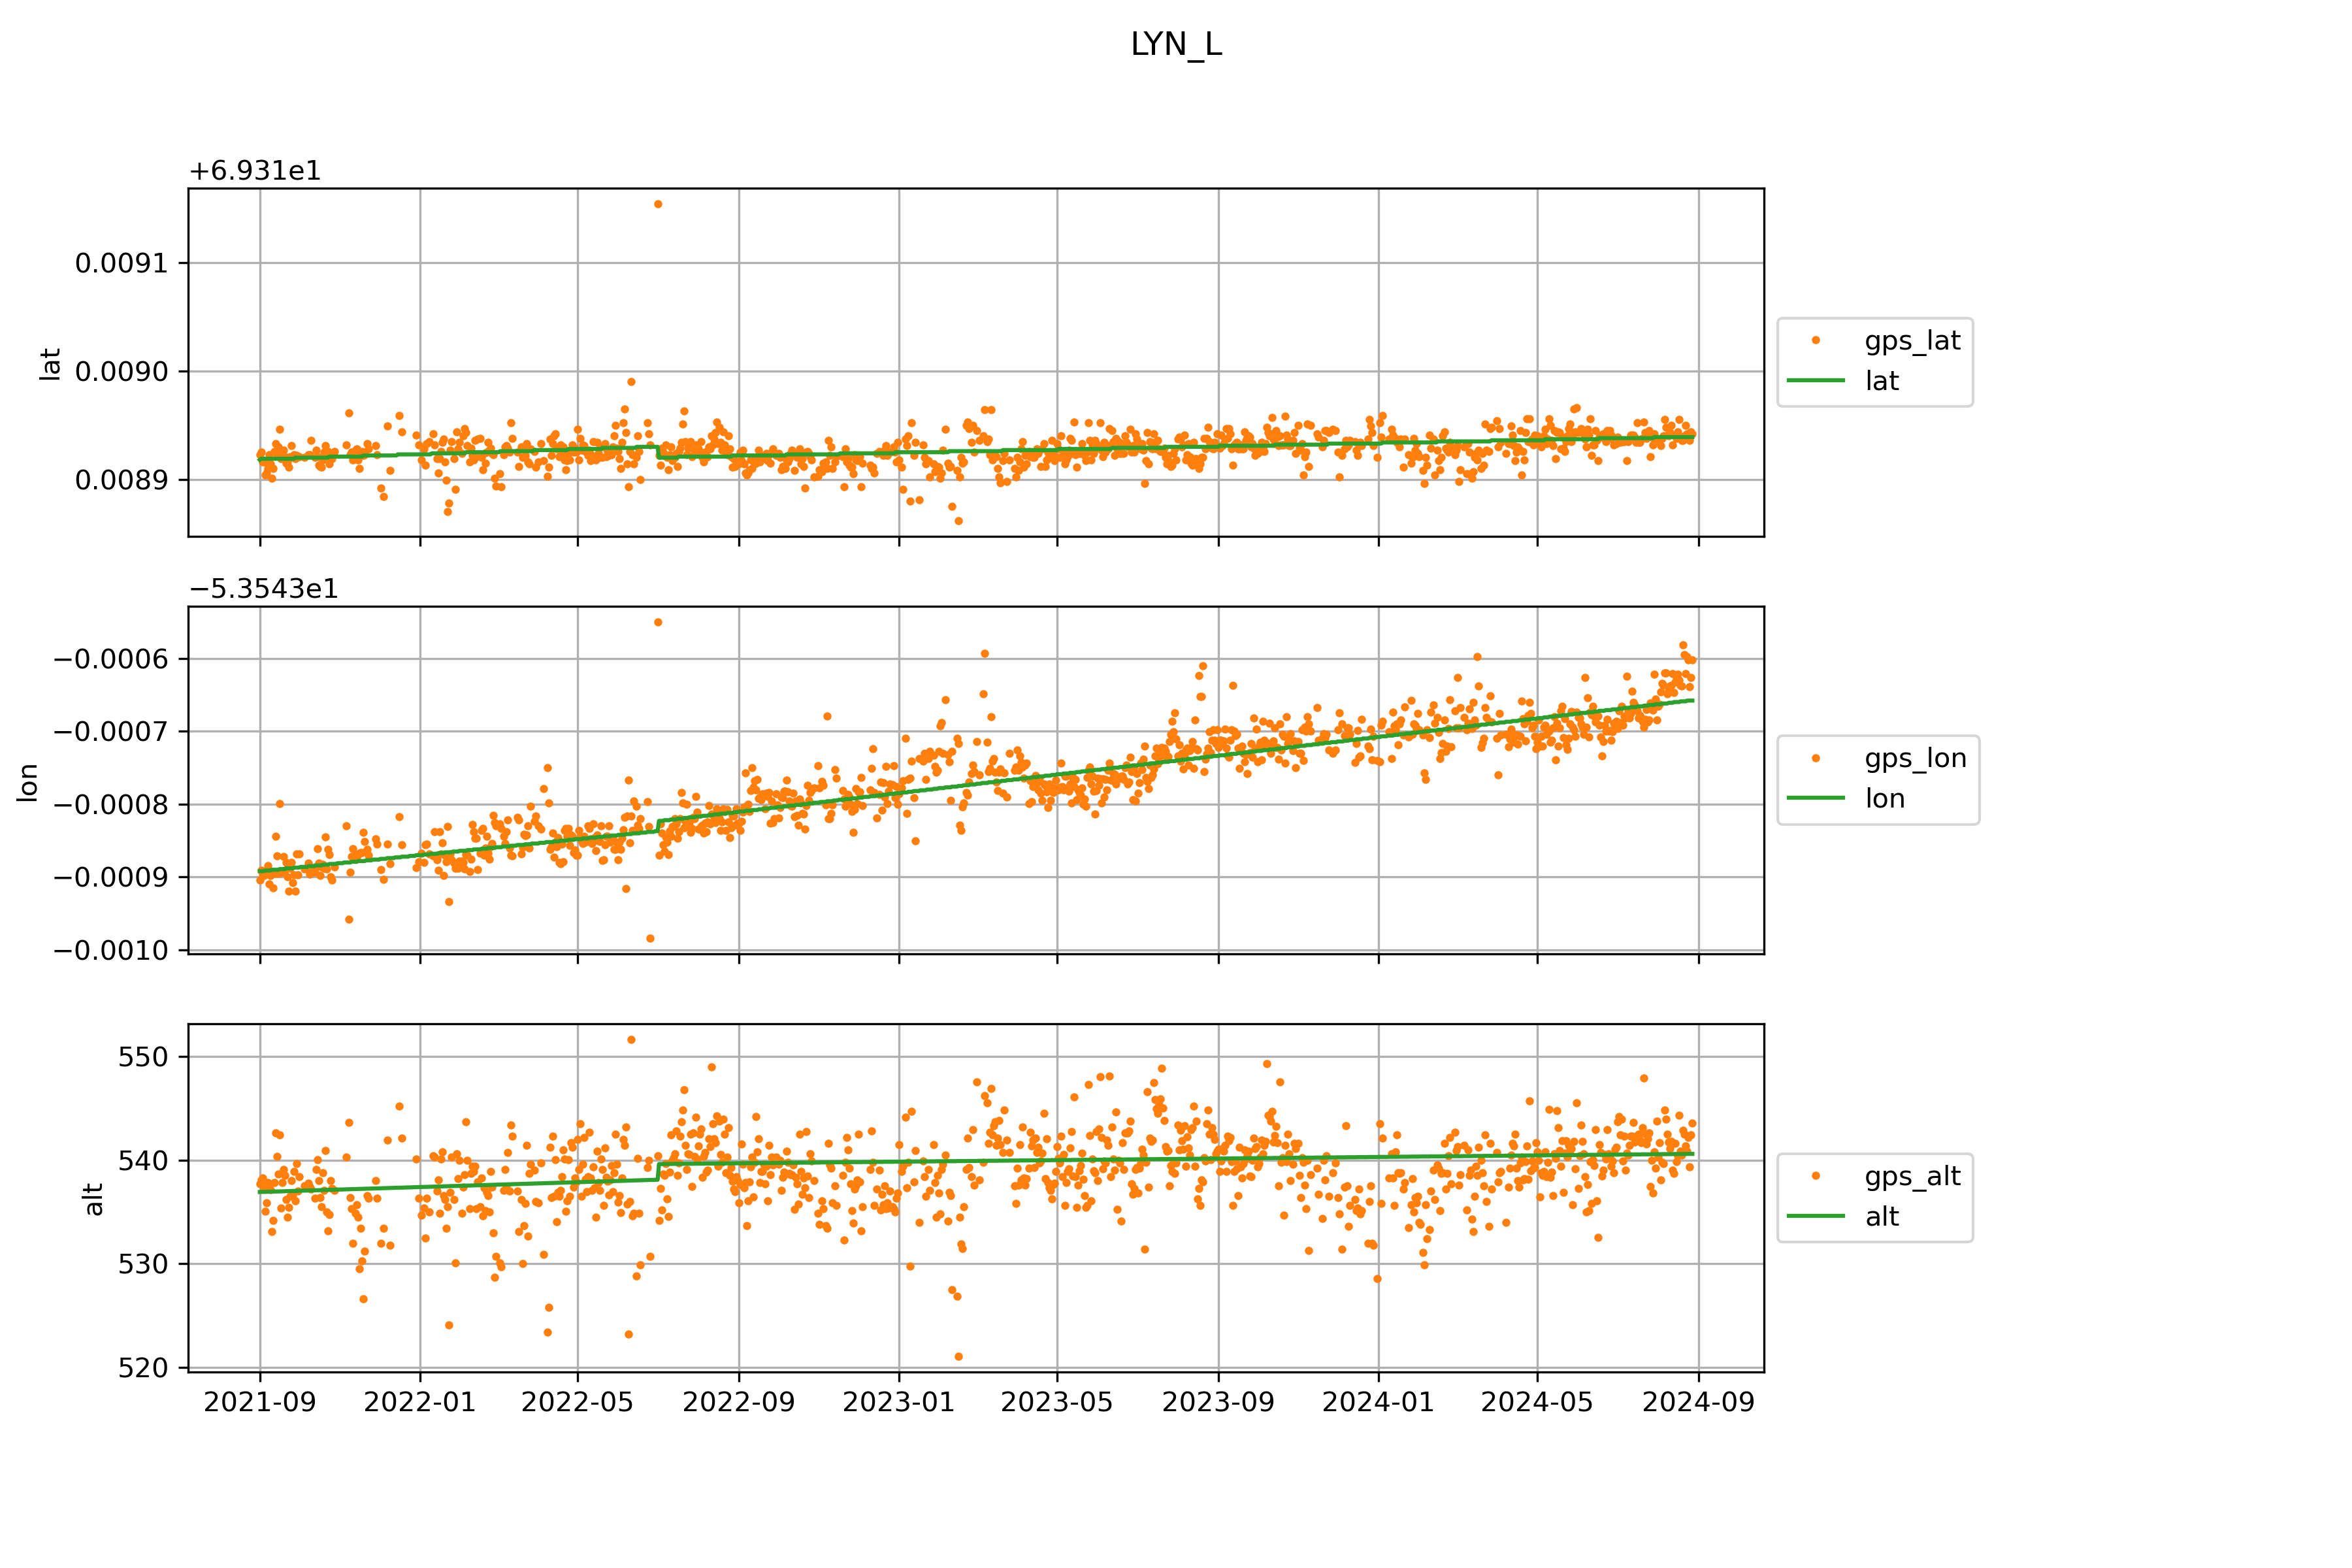 LYN_L
+6.931e1
0.0091
0.0090
0.0089
lat
gps_lat
lat
−5.3543e1
−0.0006
−0.0007
−0.0008
−0.0009
−0.0010
lon
gps_lon
lon
550
540
530
520
alt
gps_alt
alt
2021-09 2022-01 2022-05 2022-09 2023-01 2023-05 2023-09 2024-01 2024-05 2024-09